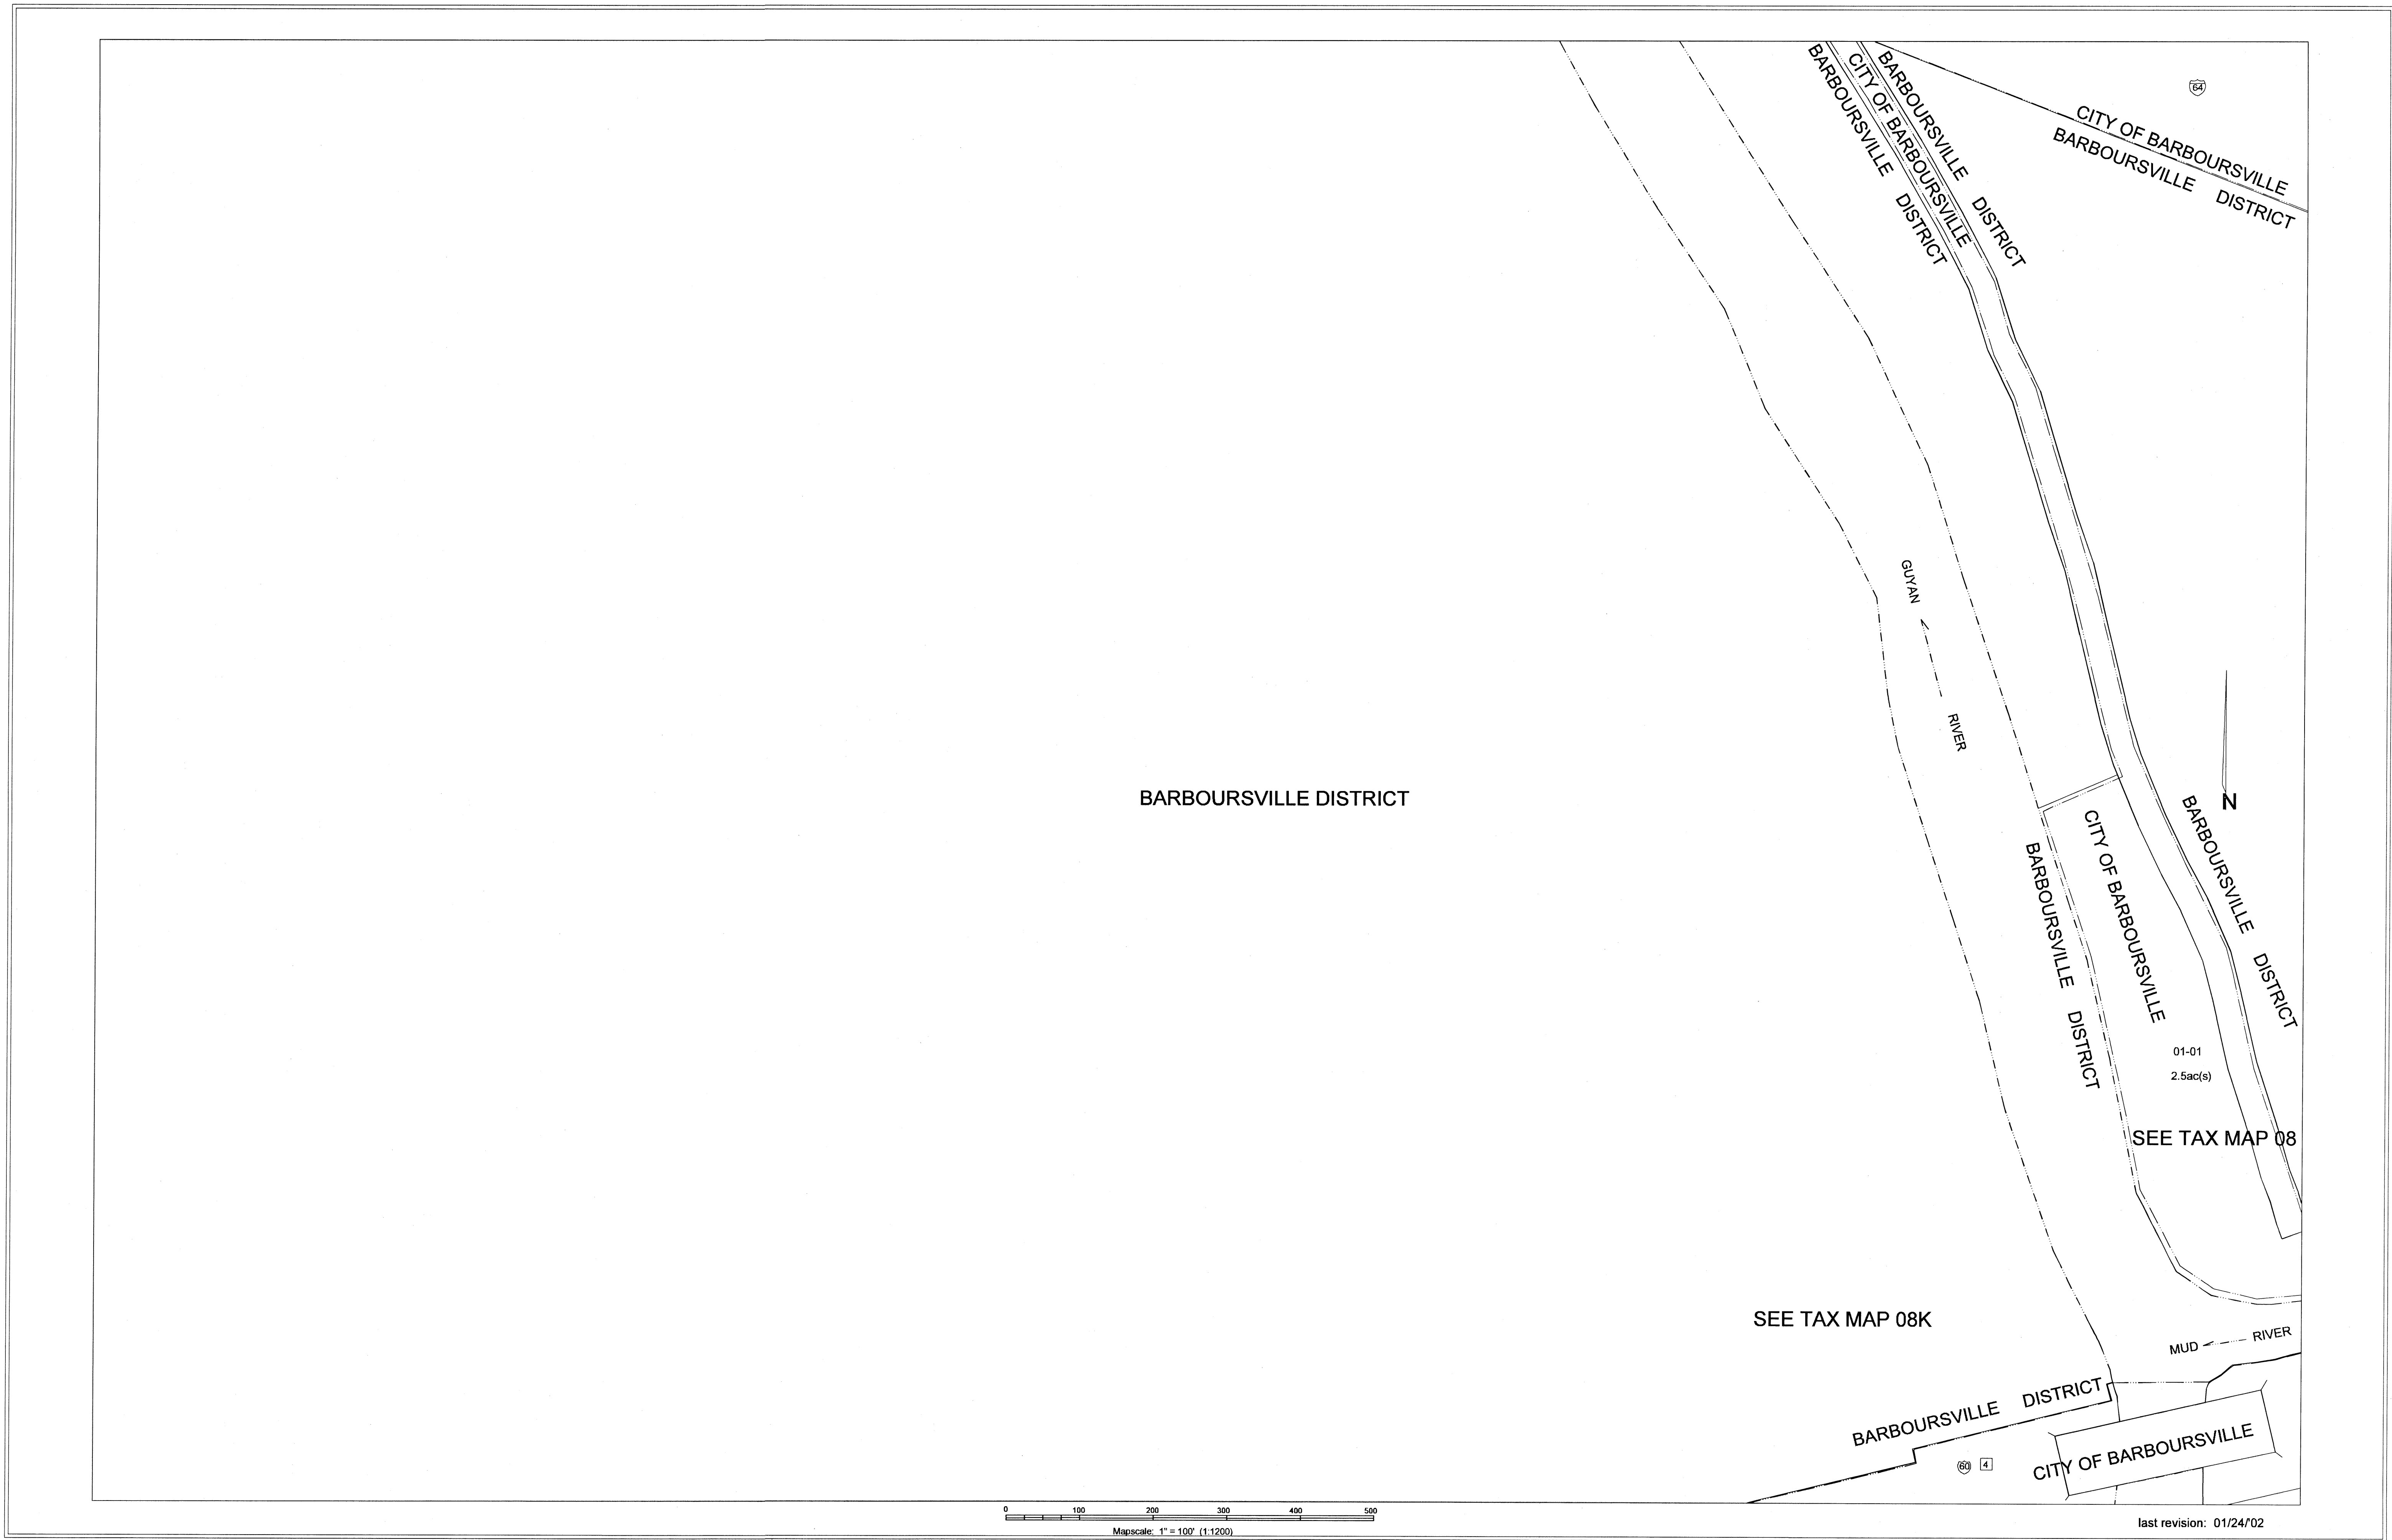 64
CITY OF BARBOURSVILLE
BARBOURSVILLE DISTRICT
BARBOURSVILLE DISTRICT
CITY OF BARBOURSVILLE
BARBOURSVILLE DISTRICT
GUYAN
RIVER
N
BARBOURSVILLE DISTRICT
BARBOURSVILLE DISTRICT
CITY OF BARBOURSVILLE
BARBOURSVILLE DISTRICT
01-01
2.5ac(s)
SEE TAX MAP 08
SEE TAX MAP 08K
MUD RIVER
BARBOURSVILLE DISTRICT
CITY OF BARBOURSVILLE
60 4
0 100 200 300 400 500
Mapscale: 1" = 100' (1:1200)
last revision: 01/24/'02